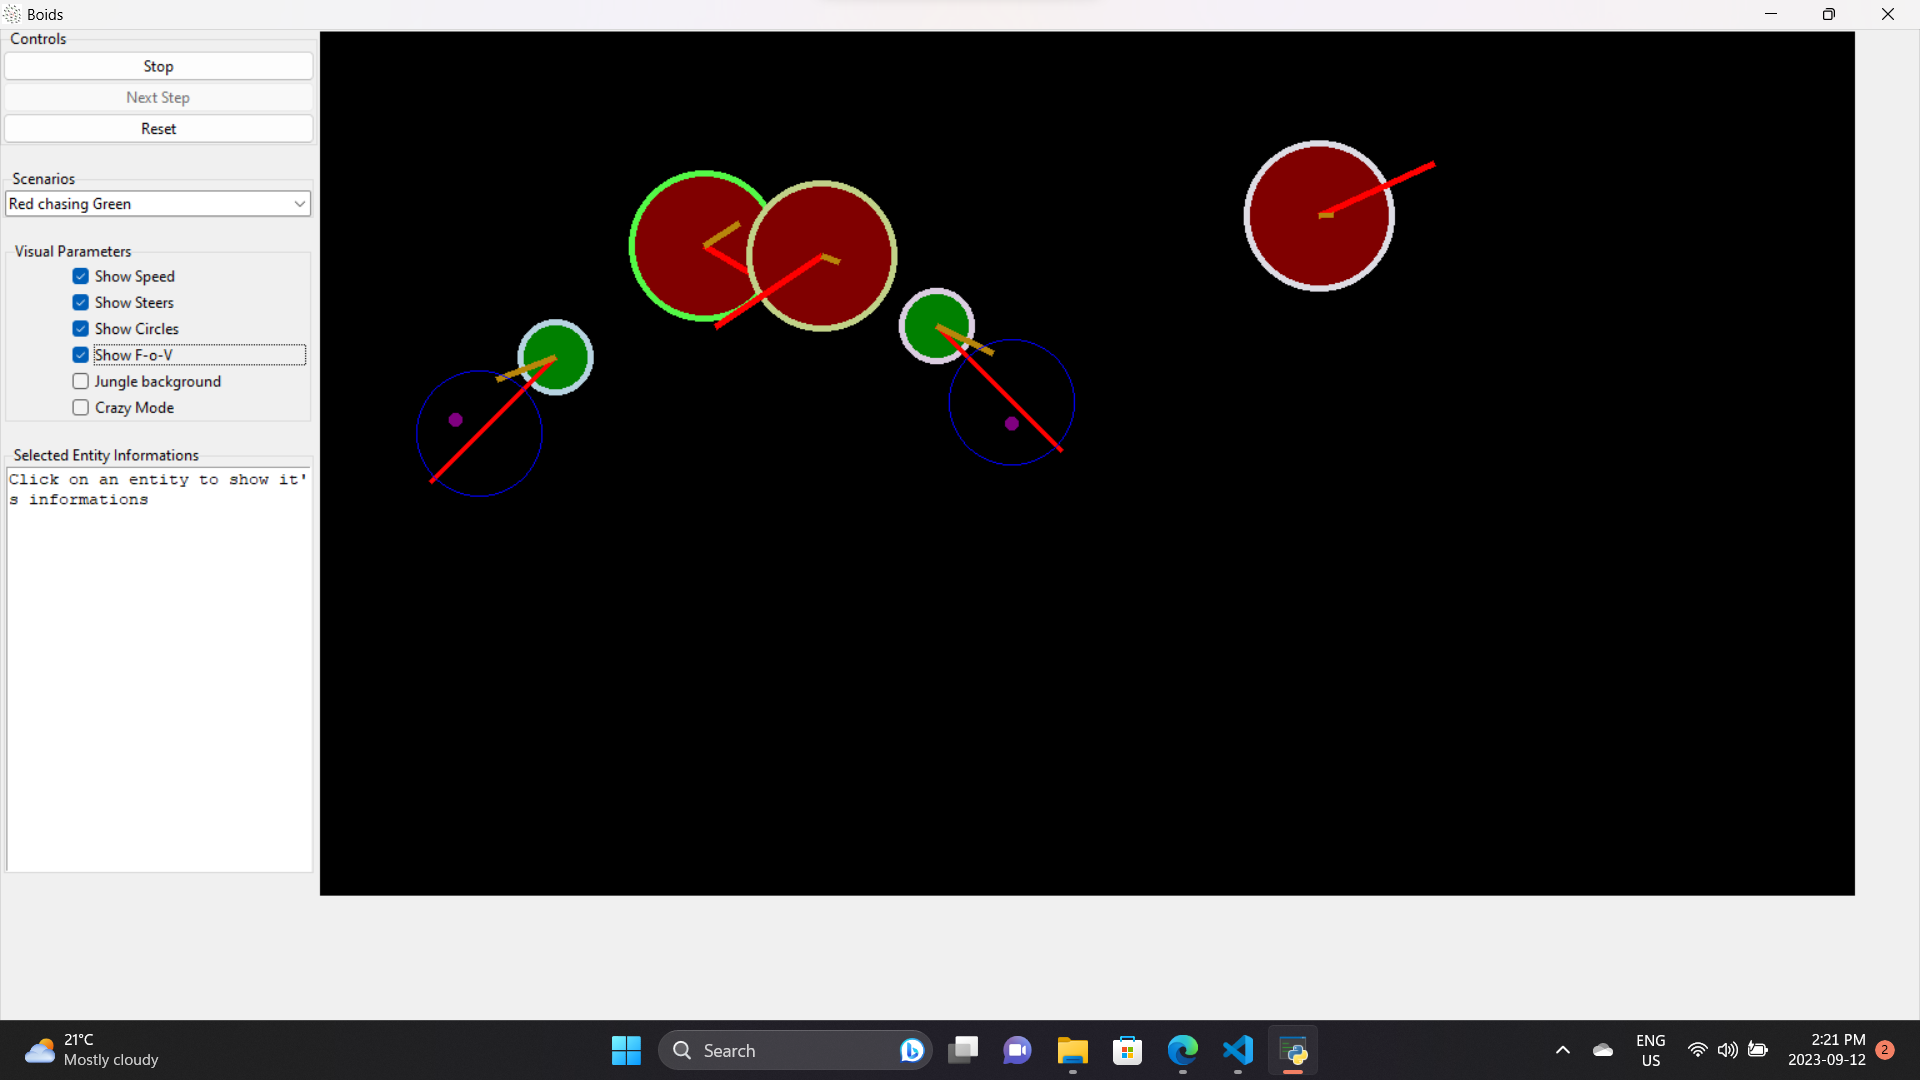 Boids
Controls
Stop
Next Step
Reset
Scenarios
Red chasing Green
Visual Parameters
Show Speed
Show Steers
Show Circles
Show F-o-V
Jungle background
Crazy Mode
Selected Entity Informations
Click on an entity to show it'
s informations
21°C
Mostly cloudy
Search
ENG
US
2:21 PM
2023-09-12
2